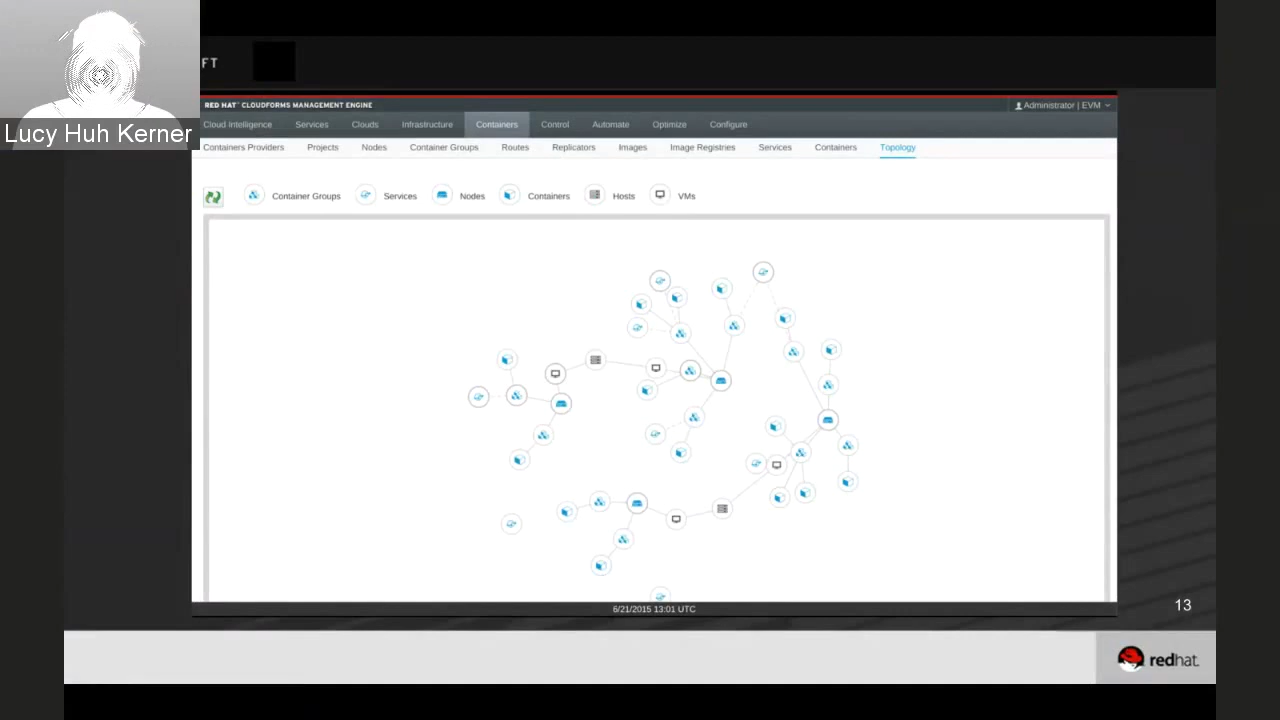 FT
Lucy Huh Kerner
RED HAT® CLOUDFORMS MANAGEMENT ENGINE
Administrator | EVM
Cloud Intelligence Services Clouds Infrastructure Containers Control Automate Optimize Configure
Containers Providers Projects Nodes Container Groups Routes Replicators Images Image Registries Services Containers Topology
Container Groups Services Nodes Containers Hosts VMs
6/21/2015 13:01 UTC
13
redhat.